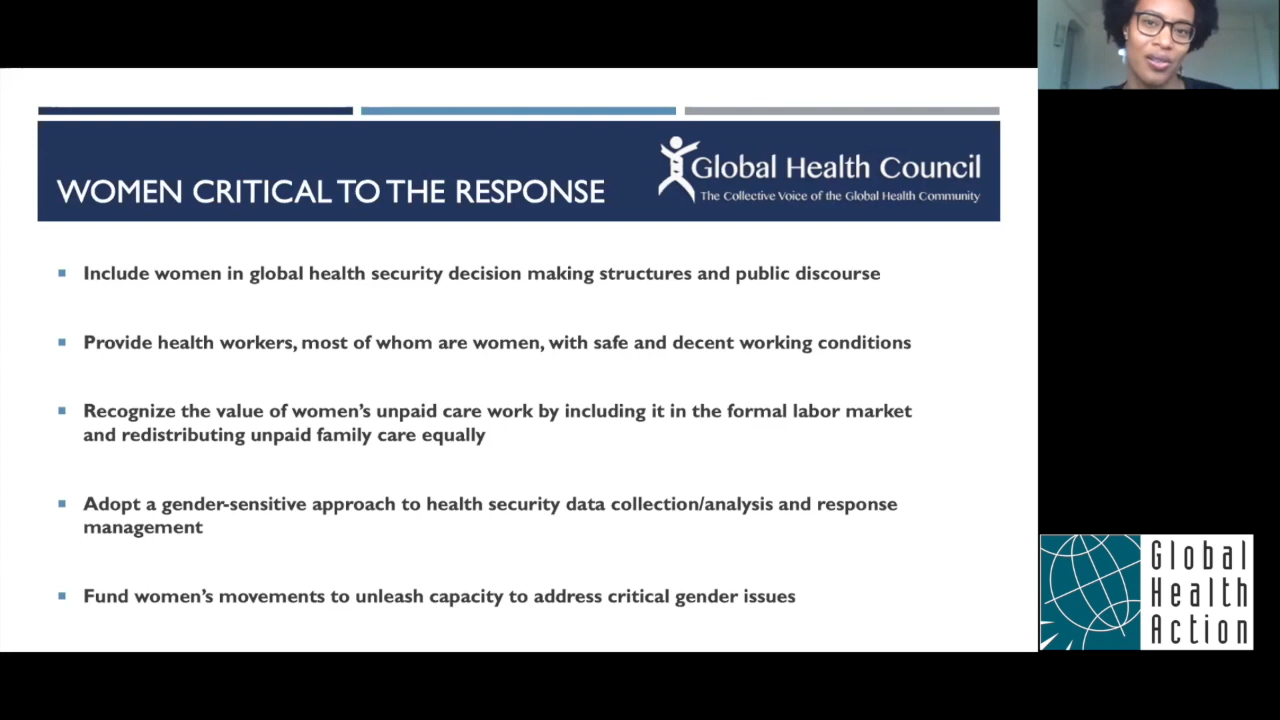 WOMEN CRITICAL TO THE RESPONSE
Global Health Council
The Collective Voice of the Global Health Community
Include women in global health security decision making structures and public discourse
Provide health workers, most of whom are women, with safe and decent working conditions
Recognize the value of women’s unpaid care work by including it in the formal labor market
and redistributing unpaid family care equally
Adopt a gender-sensitive approach to health security data collection/analysis and response
management
Fund women’s movements to unleash capacity to address critical gender issues
Global
Health
Action